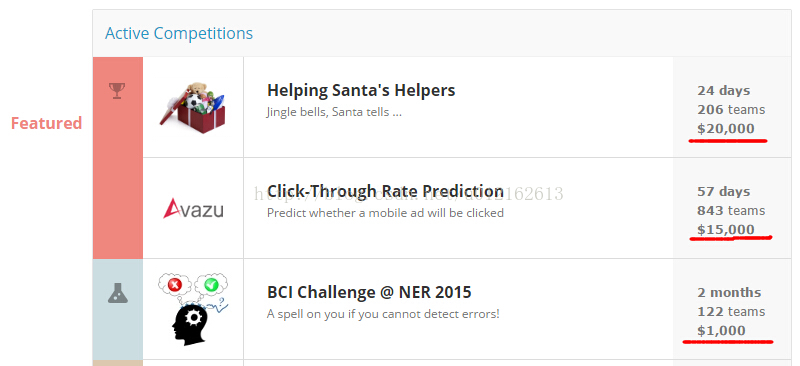 Active Competitions
Featured
Helping Santa's Helpers
Jingle bells, Santa tells ...
24 days
206 teams
$20,000
Avazu
Click-Through Rate Prediction
Predict whether a mobile ad will be clicked
57 days
843 teams
$15,000
BCI Challenge @ NER 2015
A spell on you if you cannot detect errors!
2 months
122 teams
$1,000